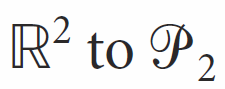 ℝ² to 𝒫₂